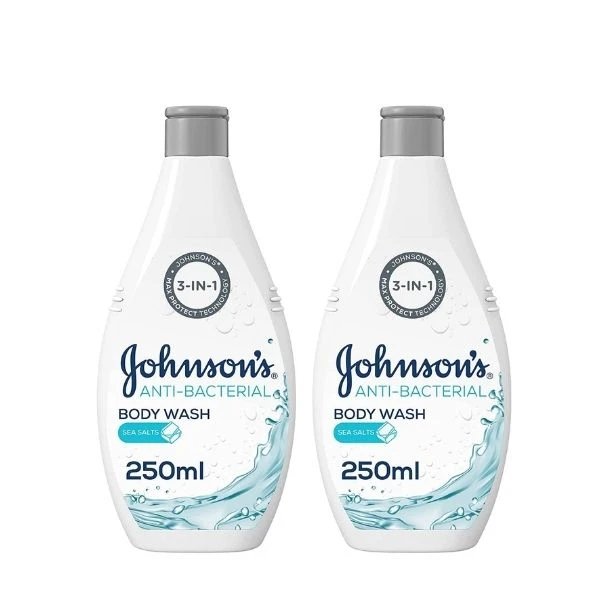 JOHNSON'S®
3-IN-1
MAX PROTECT TECHNOLOGY
Johnson's®
ANTI-BACTERIAL
BODY WASH
SEA SALTS
250ml
JOHNSON'S®
3-IN-1
MAX PROTECT TECHNOLOGY
Johnson's®
ANTI-BACTERIAL
BODY WASH
SEA SALTS
250ml